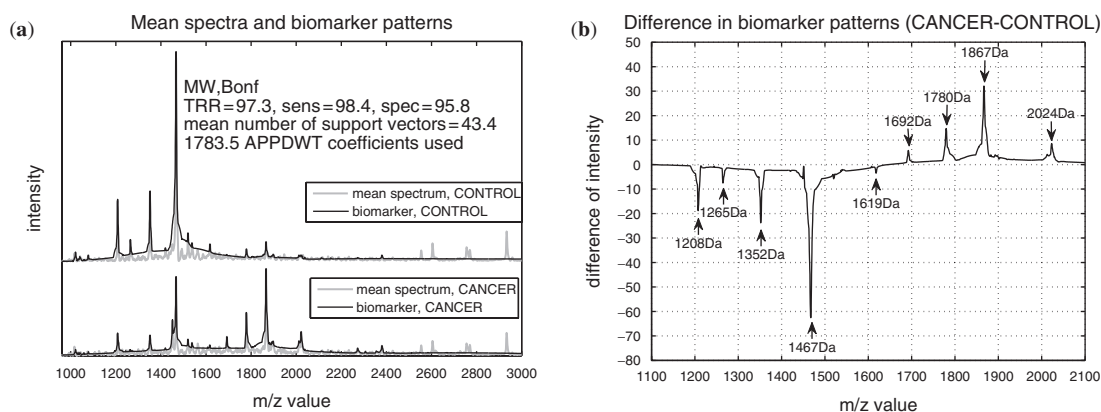 (a)
Mean spectra and biomarker patterns
intensity
MW,Bonf
TRR=97.3, sens=98.4, spec=95.8
mean number of support vectors=43.4
1783.5 APPDWT coefficients used
mean spectrum, CONTROL
biomarker, CONTROL
mean spectrum, CANCER
biomarker, CANCER
1000 1200 1400 1600 1800 2000 2200 2400 2600 2800 3000
m/z value
(b)
Difference in biomarker patterns (CANCER-CONTROL)
difference of intensity
50
40
30
20
10
0
−10
−20
−30
−40
−50
−60
−70
−80
1867Da
1780Da
1692Da
2024Da
1265Da
1619Da
1208Da
1352Da
1467Da
1100 1200 1300 1400 1500 1600 1700 1800 1900 2000 2100
m/z value